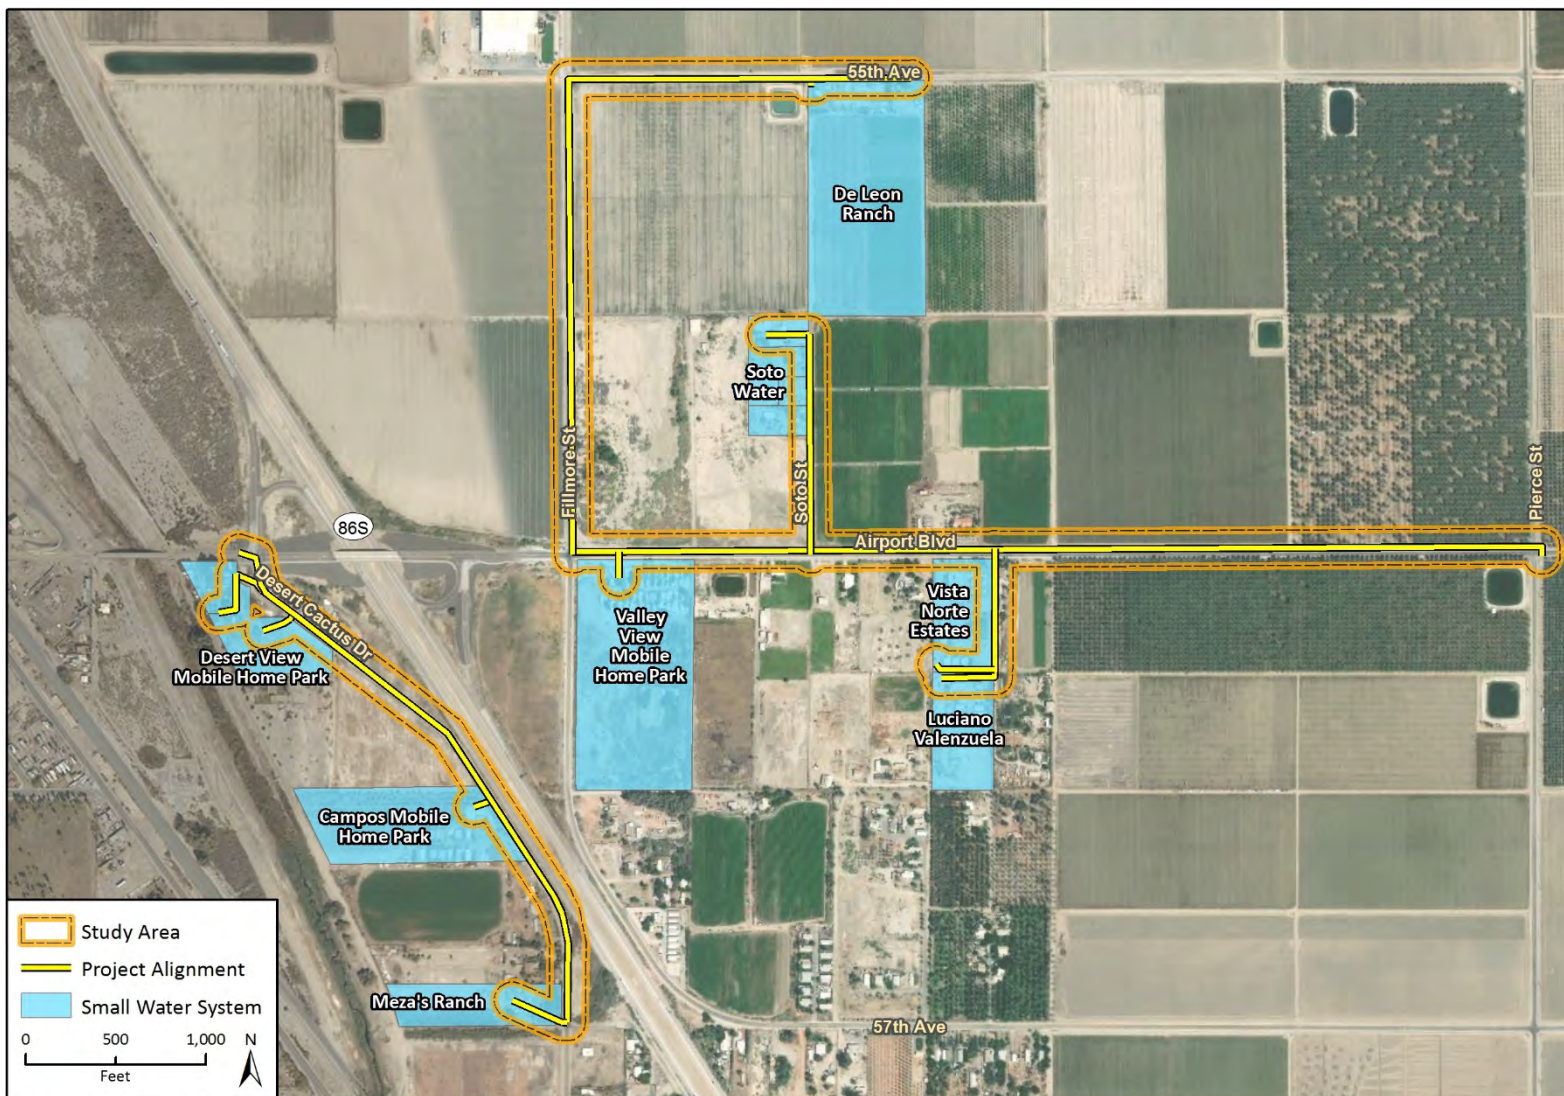 55th Ave
De Leon
Ranch
Soto
Water
Fillmore St
Soto St
Pierce St
86S
Airport Blvd
Desert Cactus Dr
Vista
Norte
Estates
Valley
View
Mobile
Home Park
Desert View
Mobile Home Park
Luciano
Valenzuela
Campos Mobile
Home Park
Meza's Ranch
57th Ave
Study Area
Project Alignment
Small Water System
0 500 1,000
Feet
N